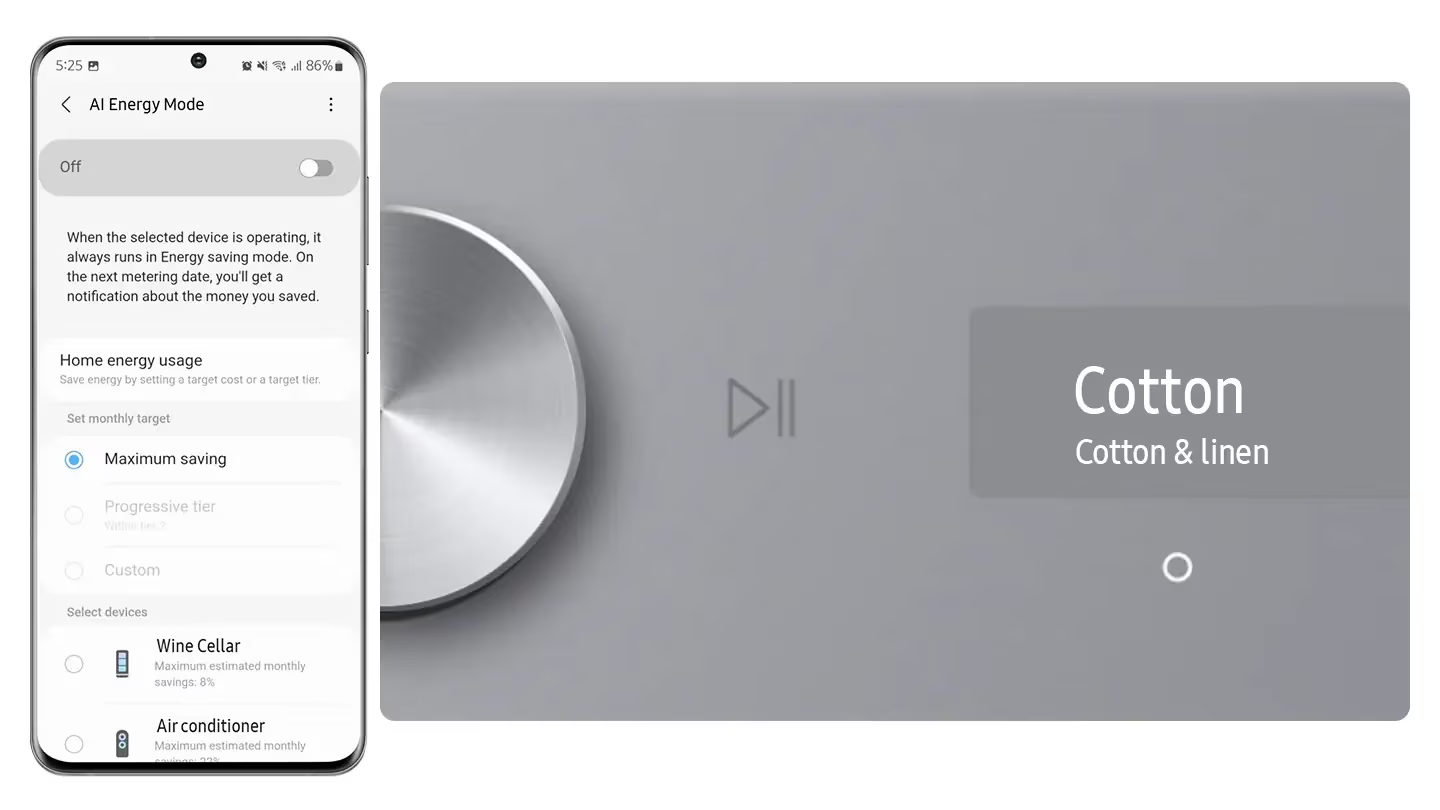 5:25
86%
AI Energy Mode
Off
When the selected device is operating, it
always runs in Energy saving mode. On
the next metering date, you'll get a
notification about the money you saved.
Home energy usage
Save energy by setting a target cost or a target tier.
Set monthly target
Maximum saving
Progressive tier
Within tier 2
Custom
Select devices
Wine Cellar
Maximum estimated monthly
savings: 8%
Air conditioner
Maximum estimated monthly
savings: 22%
Cotton
Cotton & linen